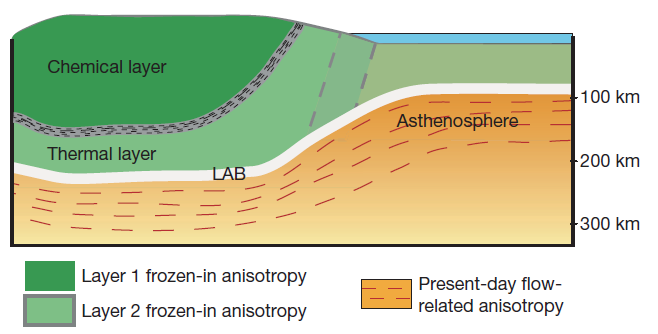 Chemical layer
100 km
Asthenosphere
Thermal layer
200 km
LAB
300 km
Layer 1 frozen-in anisotropy
Layer 2 frozen-in anisotropy
Present-day flow-
related anisotropy